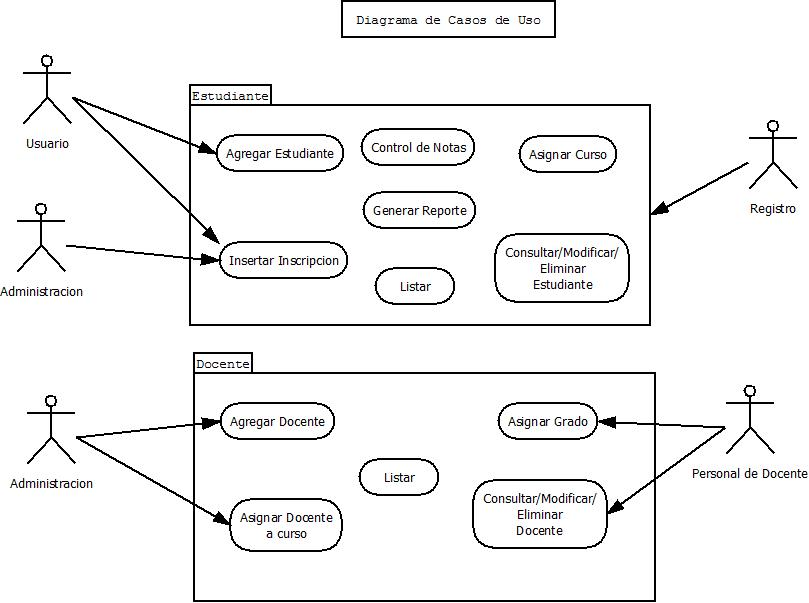 Diagrama de Casos de Uso
Estudiante
Usuario
Agregar Estudiante
Control de Notas
Asignar Curso
Registro
Generar Reporte
Administracion
Insertar Inscripcion
Consultar/Modificar/
Eliminar
Estudiante
Listar
Docente
Administracion
Agregar Docente
Asignar Grado
Personal de Docente
Listar
Asignar Docente
a curso
Consultar/Modificar/
Eliminar
Docente